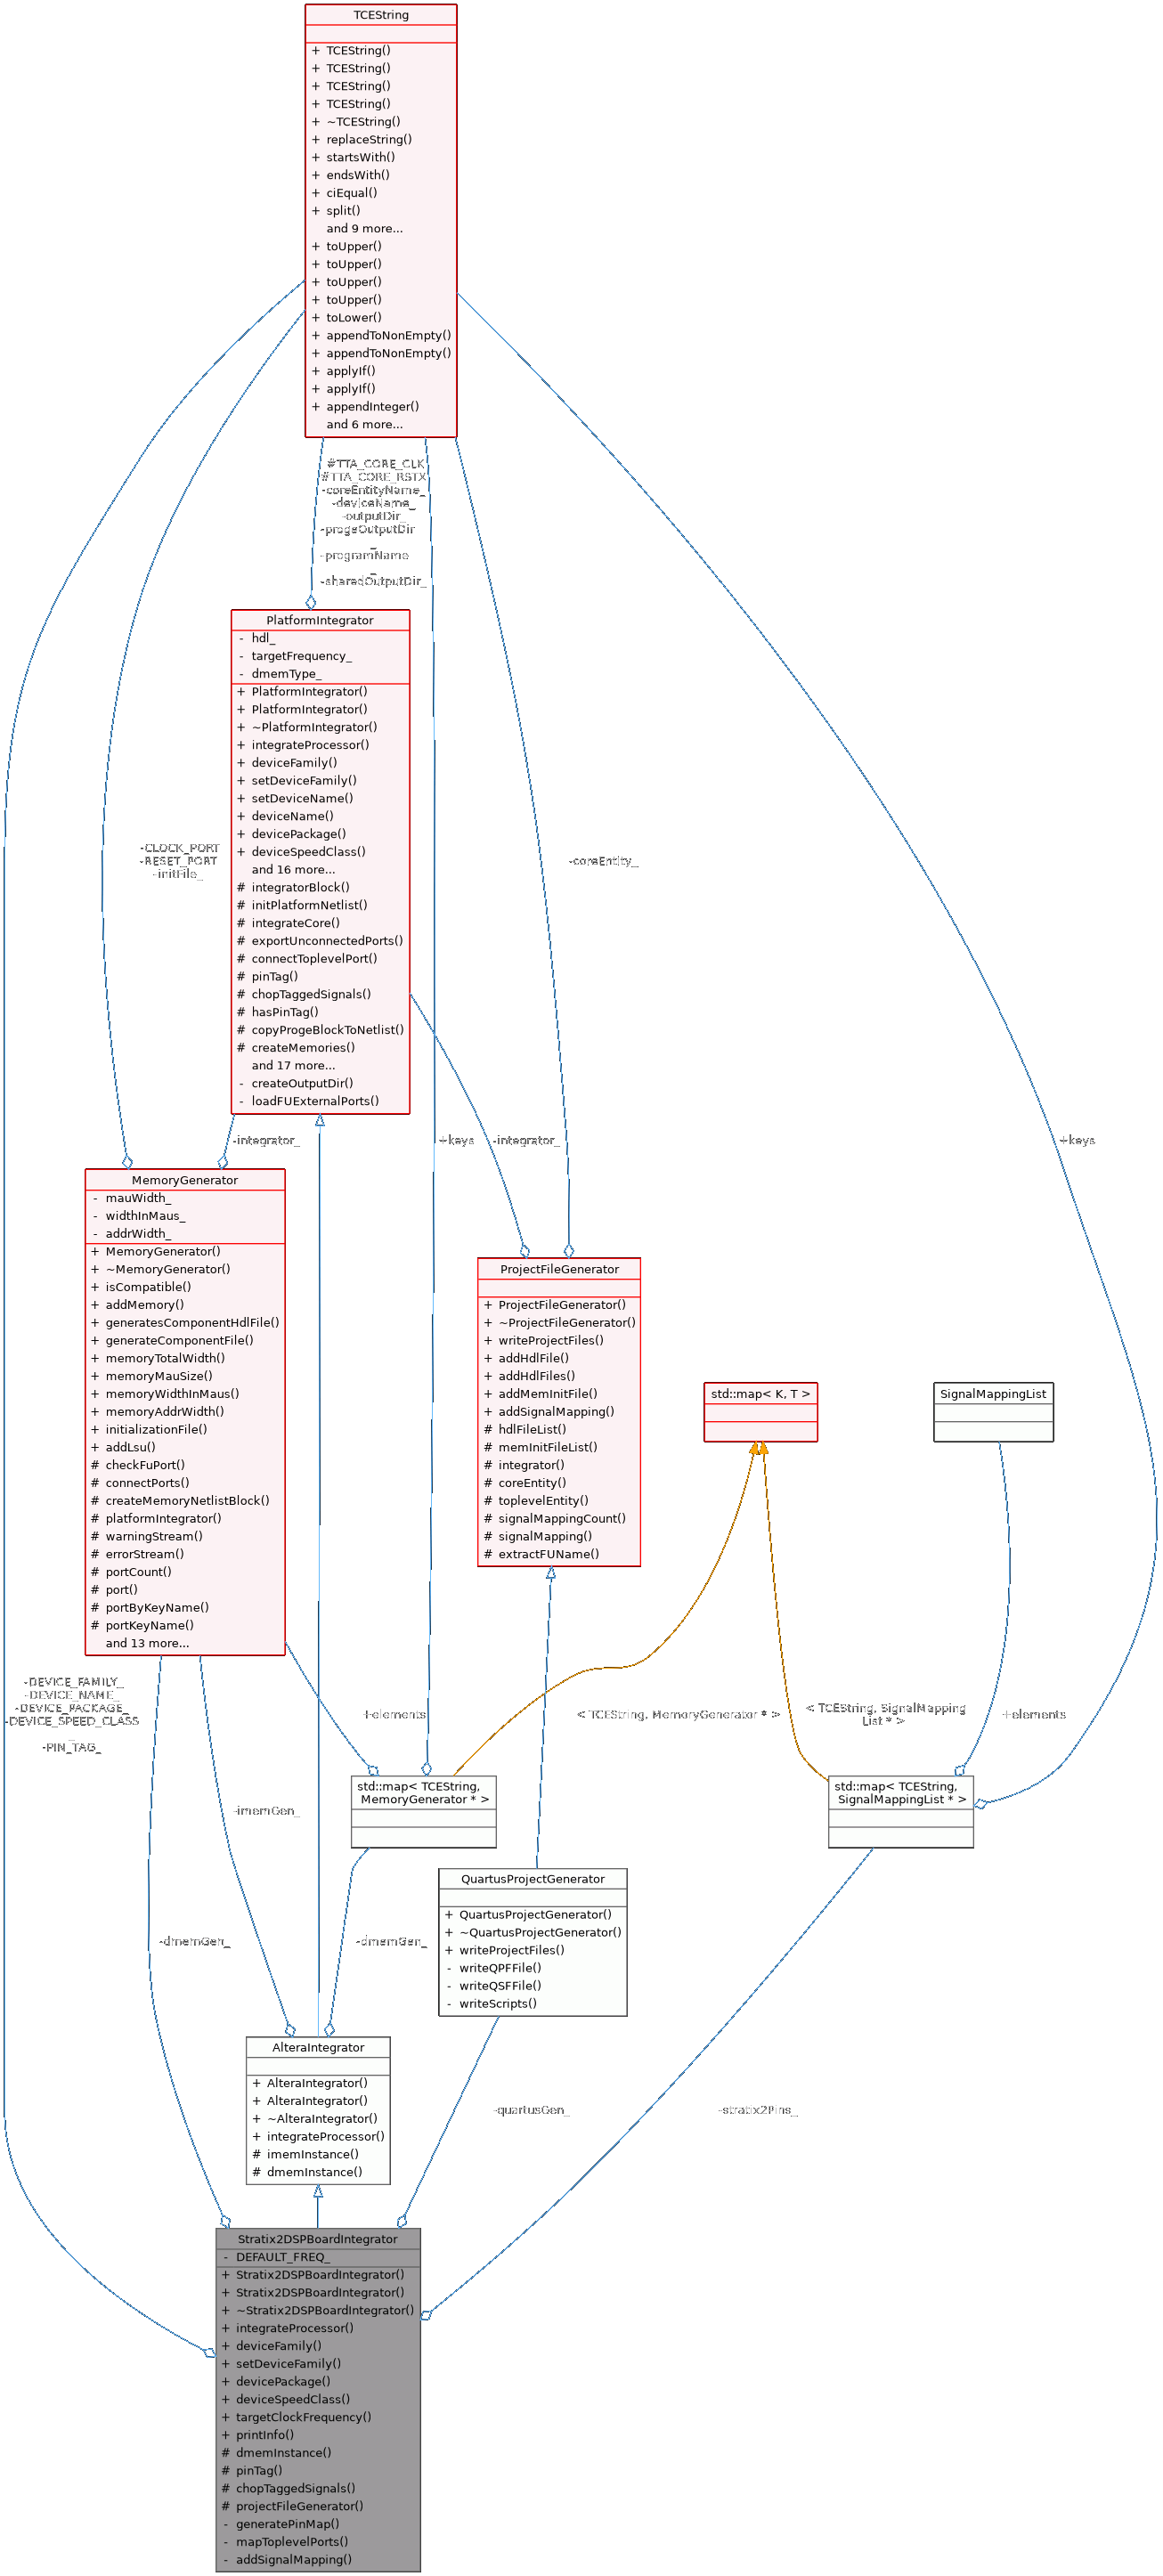 TCEString
+ TCEString()
+ TCEString()
+ TCEString()
+ TCEString()
+ ~TCEString()
+ replaceString()
+ startsWith()
+ endsWith()
+ ciEqual()
+ split()
and 9 more...
+ toUpper()
+ toUpper()
+ toUpper()
+ toUpper()
+ toLower()
+ appendToNonEmpty()
+ appendToNonEmpty()
+ applyIf()
+ applyIf()
+ appendInteger()
and 6 more...
#TTA_CORE_CLK
#TTA_CORE_RSTX
-coreEntityName_
-deviceName_
-outputDir_
-progeOutputDir
_
-programName
_
-sharedOutputDir_
PlatformIntegrator
- hdl_
- targetFrequency_
- dmemType_
+ PlatformIntegrator()
+ PlatformIntegrator()
+ ~PlatformIntegrator()
+ integrateProcessor()
+ deviceFamily()
+ setDeviceFamily()
+ setDeviceName()
+ deviceName()
+ devicePackage()
+ deviceSpeedClass()
and 16 more...
# integratorBlock()
# initPlatformNetlist()
# integrateCore()
# exportUnconnectedPorts()
# connectToplevelPort()
# pinTag()
# chopTaggedSignals()
# hasPinTag()
# copyProgeBlockToNetlist()
# createMemories()
and 17 more...
- createOutputDir()
- loadFUExternalPorts()
-CLOCK_PORT
-RESET_PORT
-initFile_
-coreEntity_
-integrator_
+keys
-integrator_
+keys
MemoryGenerator
- mauWidth_
- widthInMaus_
- addrWidth_
+ MemoryGenerator()
+ ~MemoryGenerator()
+ isCompatible()
+ addMemory()
+ generatesComponentHdlFile()
+ generateComponentFile()
+ memoryTotalWidth()
+ memoryMauSize()
+ memoryWidthInMaus()
+ memoryAddrWidth()
+ initializationFile()
+ addLsu()
# checkFuPort()
# connectPorts()
# createMemoryNetlistBlock()
# platformIntegrator()
# warningStream()
# errorStream()
# portCount()
# port()
# portByKeyName()
# portKeyName()
and 13 more...
ProjectFileGenerator
+ ProjectFileGenerator()
+ ~ProjectFileGenerator()
+ writeProjectFiles()
+ addHdlFile()
+ addHdlFiles()
+ addMemInitFile()
+ addSignalMapping()
# hdlFileList()
# memInitFileList()
# integrator()
# coreEntity()
# toplevelEntity()
# signalMappingCount()
# signalMapping()
# extractFUName()
std::map< K, T >
SignalMappingList
-DEVICE_FAMILY_
-DEVICE_NAME_
-DEVICE_PACKAGE_
-DEVICE_SPEED_CLASS
_
-PIN_TAG_
+elements
< TCEString, MemoryGenerator * >
< TCEString, SignalMapping
List * >
+elements
std::map< TCEString,
MemoryGenerator * >
std::map< TCEString,
SignalMappingList * >
-imemGen_
QuartusProjectGenerator
+ QuartusProjectGenerator()
+ ~QuartusProjectGenerator()
+ writeProjectFiles()
- writeQPFFile()
- writeQSFFile()
- writeScripts()
-dmemGen_
-dmemGen_
AlteraIntegrator
+ AlteraIntegrator()
+ AlteraIntegrator()
+ ~AlteraIntegrator()
+ integrateProcessor()
# imemInstance()
# dmemInstance()
-quartusGen_
-stratix2Pins_
Stratix2DSPBoardIntegrator
- DEFAULT_FREQ_
+ Stratix2DSPBoardIntegrator()
+ Stratix2DSPBoardIntegrator()
+ ~Stratix2DSPBoardIntegrator()
+ integrateProcessor()
+ deviceFamily()
+ setDeviceFamily()
+ devicePackage()
+ deviceSpeedClass()
+ targetClockFrequency()
+ printInfo()
# dmemInstance()
# pinTag()
# chopTaggedSignals()
# projectFileGenerator()
- generatePinMap()
- mapToplevelPorts()
- addSignalMapping()